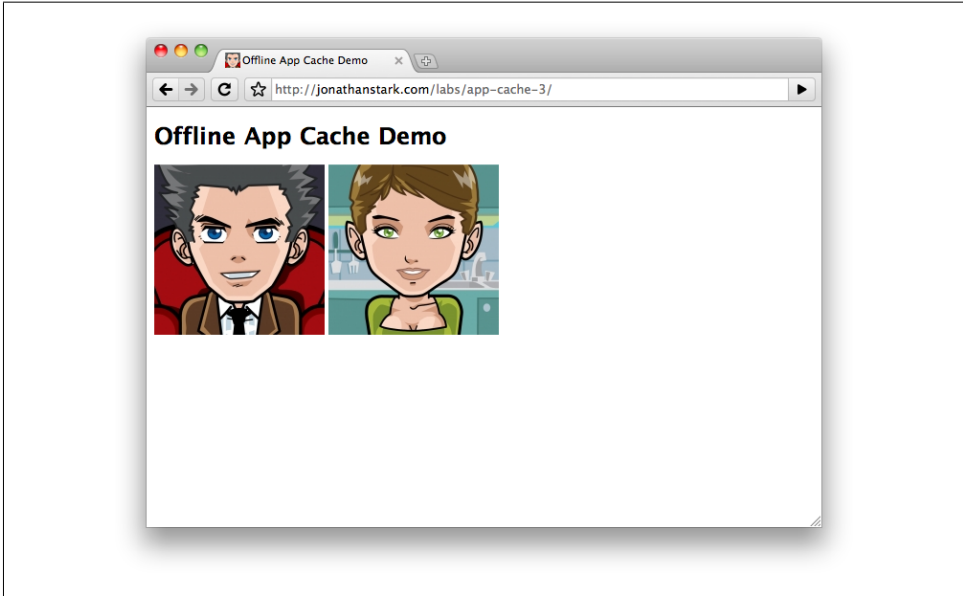 Offline App Cache Demo
http://jonathanstark.com/labs/app-cache-3/
Offline App Cache Demo